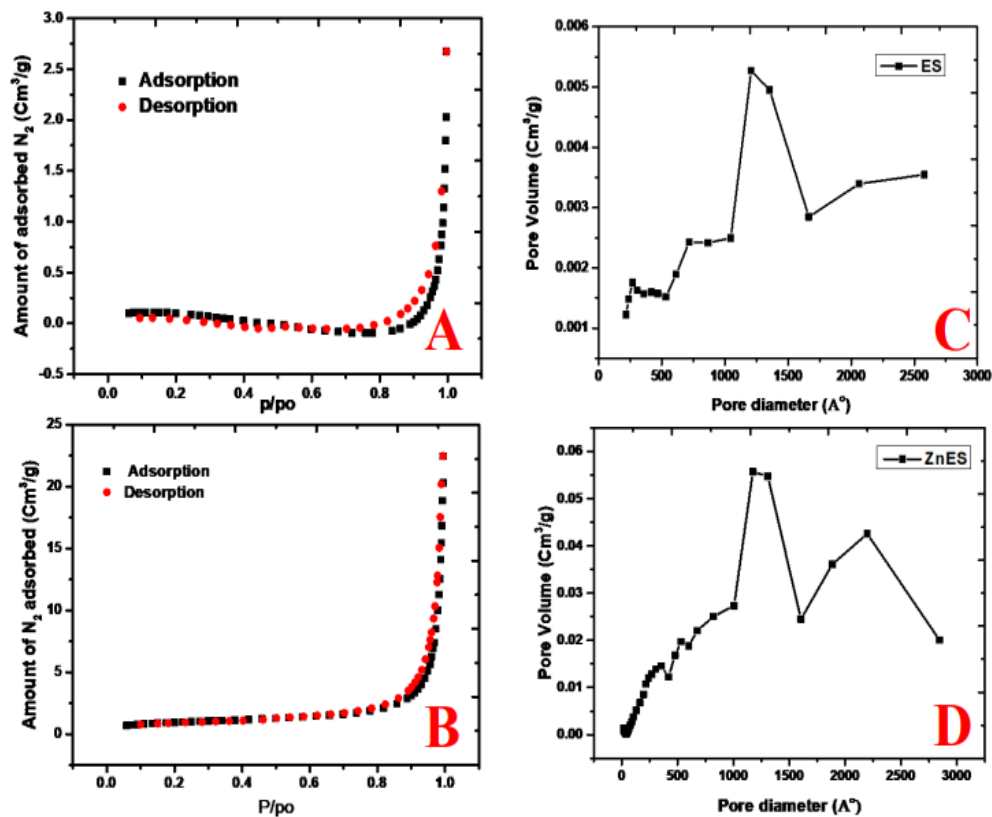 3.0
2.5
2.0
1.5
1.0
0.5
0.0
-0.5
Amount of adsorbed N₂ (Cm³/g)
Adsorption
Desorption
A
0.0 0.2 0.4 0.6 0.8 1.0
p/po
0.006
0.005
0.004
0.003
0.002
0.001
Pore Volume (Cm³/g)
ES
C
0 500 1000 1500 2000 2500 3000
Pore diameter (A°)
25
20
15
10
5
0
Amount of N₂ adsorbed (Cm³/g)
Adsorption
Desorption
B
0.0 0.2 0.4 0.6 0.8 1.0
P/po
0.06
0.05
0.04
0.03
0.02
0.01
0.00
Pore Volume (Cm³/g)
ZnES
D
0 500 1000 1500 2000 2500 3000
Pore diameter (A°)